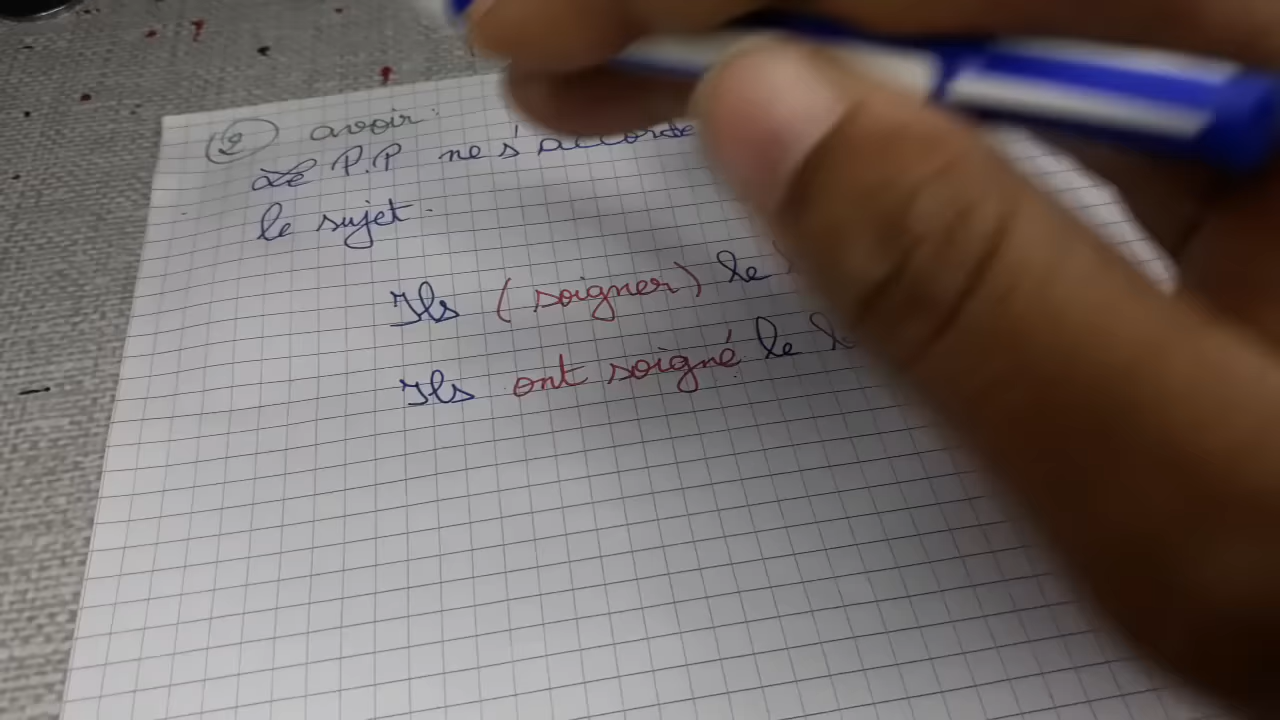 2 avoir.
Le P.P ne s'accorde
le sujet.
Ils (soigner) le
Ils ont soigné le